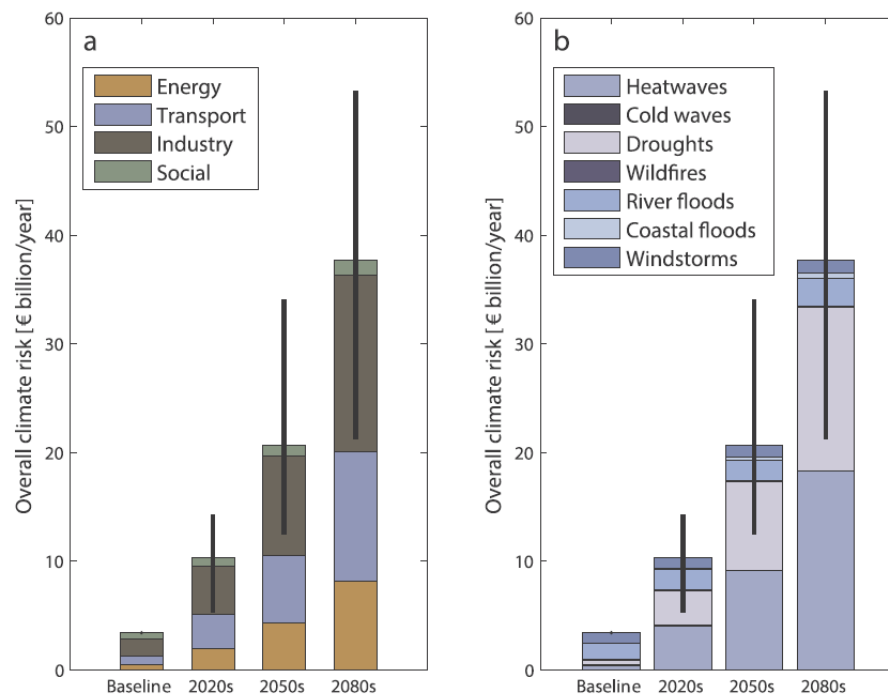 a
Energy
Transport
Industry
Social
Overall climate risk [€ billion/year]
60
50
40
30
20
10
0
Baseline
2020s
2050s
2080s
b
Heatwaves
Cold waves
Droughts
Wildfires
River floods
Coastal floods
Windstorms
Overall climate risk [€ billion/year]
60
50
40
30
20
10
0
Baseline
2020s
2050s
2080s